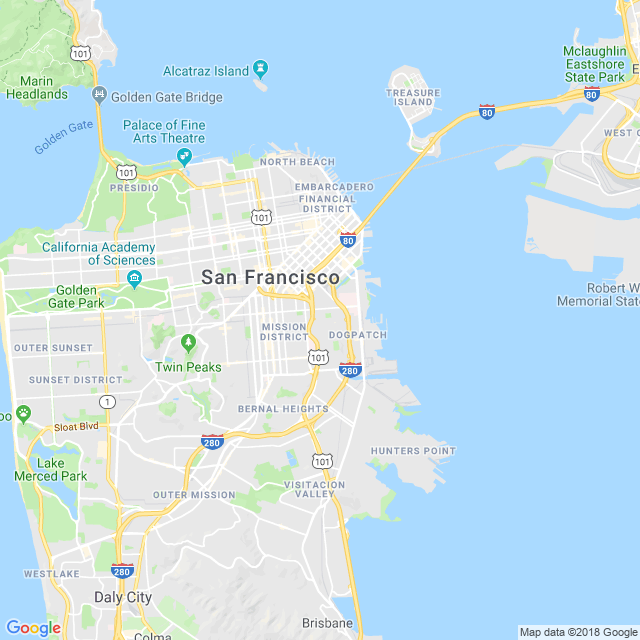 101
Marin
Headlands
Alcatraz Island
Golden Gate Bridge
Golden Gate
Palace of Fine
Arts Theatre
101
PRESIDIO
NORTH BEACH
TREASURE
ISLAND
80
80
Mclaughlin
Eastshore
State Park
E
WEST O
101
EMBARCADERO
FINANCIAL
DISTRICT
80
California Academy
of Sciences
San Francisco
Golden
Gate Park
Robert W
Memorial State
OUTER SUNSET
MISSION
DISTRICT
DOGPATCH
Twin Peaks
101
280
SUNSET DISTRICT
1
oo
Sloat Blvd
BERNAL HEIGHTS
280
Lake
Merced Park
HUNTERS POINT
101
OUTER MISSION
VISITACION
VALLEY
WESTLAKE
280
Daly City
Brisbane
Colma
Google
Map data ©2018 Google